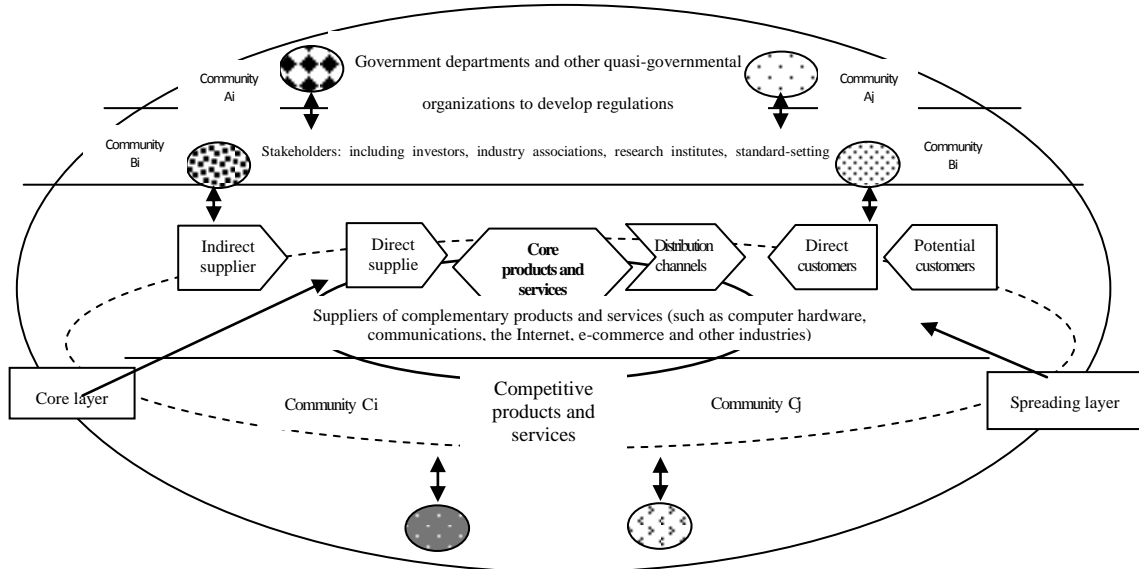 Government departments and other quasi-governmental
organizations to develop regulations
Community
Ai
Community
Aj
Community
Bi
Stakeholders: including investors, industry associations, research institutes, standard-setting
Community
Bi
Indirect
supplier
Direct
supplie
Core
products and
services
Distribution
channels
Direct
customers
Potential
customers
Suppliers of complementary products and services (such as computer hardware,
communications, the Internet, e-commerce and other industries)
Core layer
Community Ci
Competitive
products and
services
Community Cj
Spreading layer